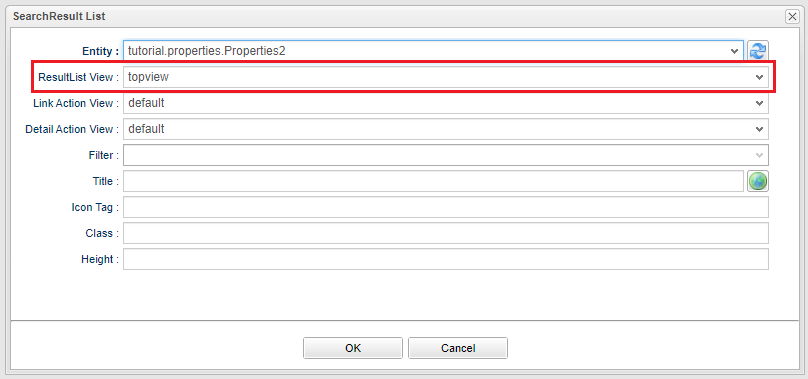 SearchResult List
Entity : tutorial.properties.Properties2
ResultList View : topview
Link Action View : default
Detail Action View : default
Filter :
Title :
Icon Tag :
Class :
Height :
OK Cancel